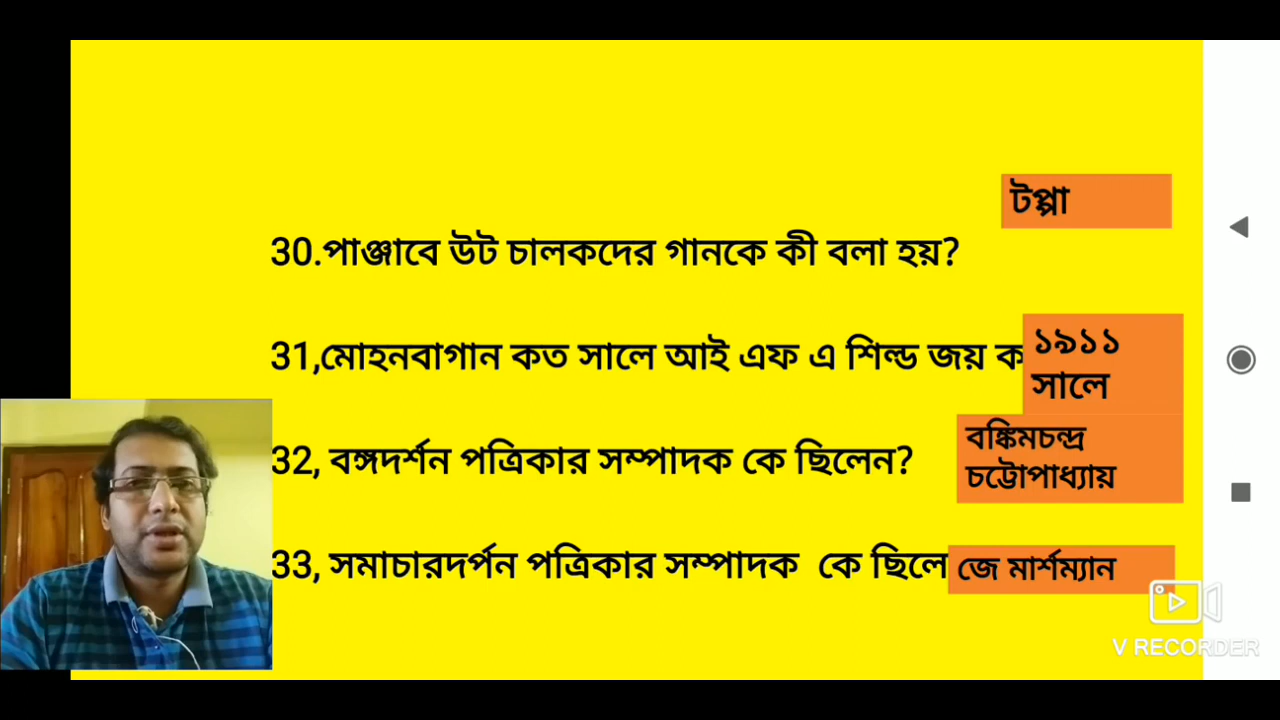 টপ্পা
30.পাঞ্জাবে উট চালকদের গানকে কী বলা হয়?
31,মোহনবাগান কত সালে আই এফ এ শিল্ড জয় ক
১৯১১
সালে
32, বঙ্গদর্শন পত্রিকার সম্পাদক কে ছিলেন?
বঙ্কিমচন্দ্র
চট্টোপাধ্যায়
33, সমাচারদর্পন পত্রিকার সম্পাদক কে ছিলে
জে মার্শম্যান
V RECORDER